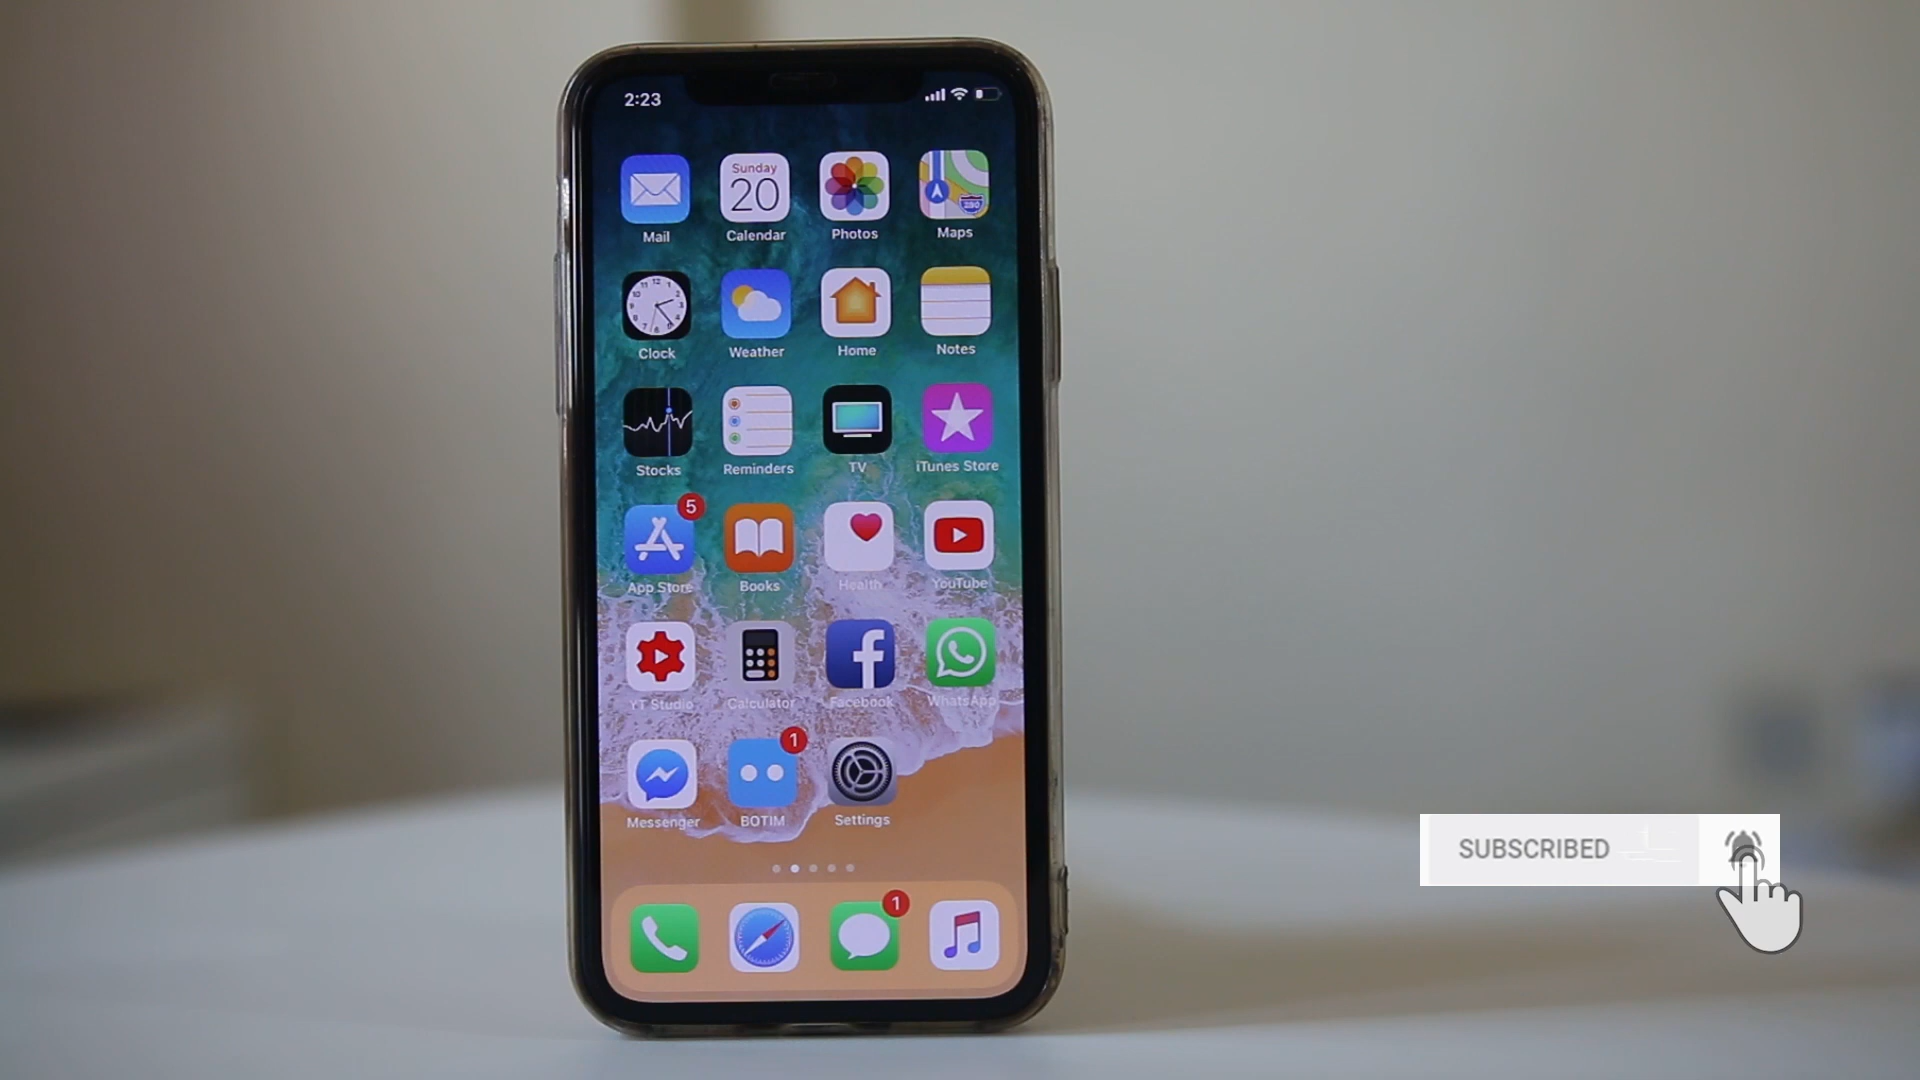 2:23
Sunday
20
280
Mail
Calendar
Photos
Maps
Clock
Weather
Home
Notes
Stocks
Reminders
TV
iTunes Store
5
App Store
Books
Health
YouTube
YT Studio
Calculator
Facebook
WhatsApp
1
Messenger
BOTIM
Settings
SUBSCRIBED
1